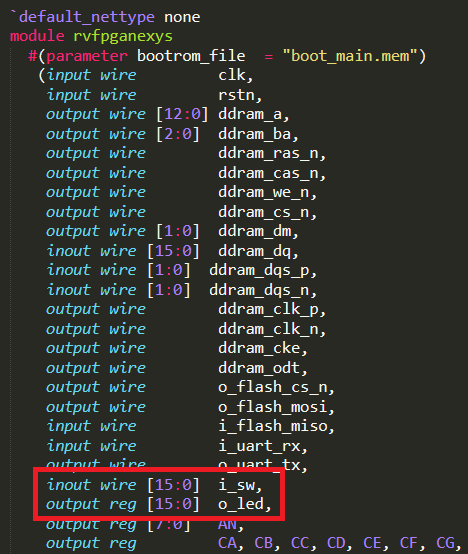 `default_nettype none
module rvfpganexys
#(parameter bootrom_file = "boot_main.mem")
(input wire clk,
input wire rstn,
output wire [12:0] ddram_a,
output wire [2:0] ddram_ba,
output wire ddram_ras_n,
output wire ddram_cas_n,
output wire ddram_we_n,
output wire ddram_cs_n,
output wire [1:0] ddram_dm,
inout wire [15:0] ddram_dq,
inout wire [1:0] ddram_dqs_p,
inout wire [1:0] ddram_dqs_n,
output wire ddram_clk_p,
output wire ddram_clk_n,
output wire ddram_cke,
output wire ddram_odt,
output wire o_flash_cs_n,
output wire o_flash_mosi,
input wire i_flash_miso,
input wire i_uart_rx,
output wire o_uart_tx,
inout wire [15:0] i_sw,
output reg [15:0] o_led,
output reg [7:0] AN,
output reg CA, CB, CC, CD, CE, CF, CG,